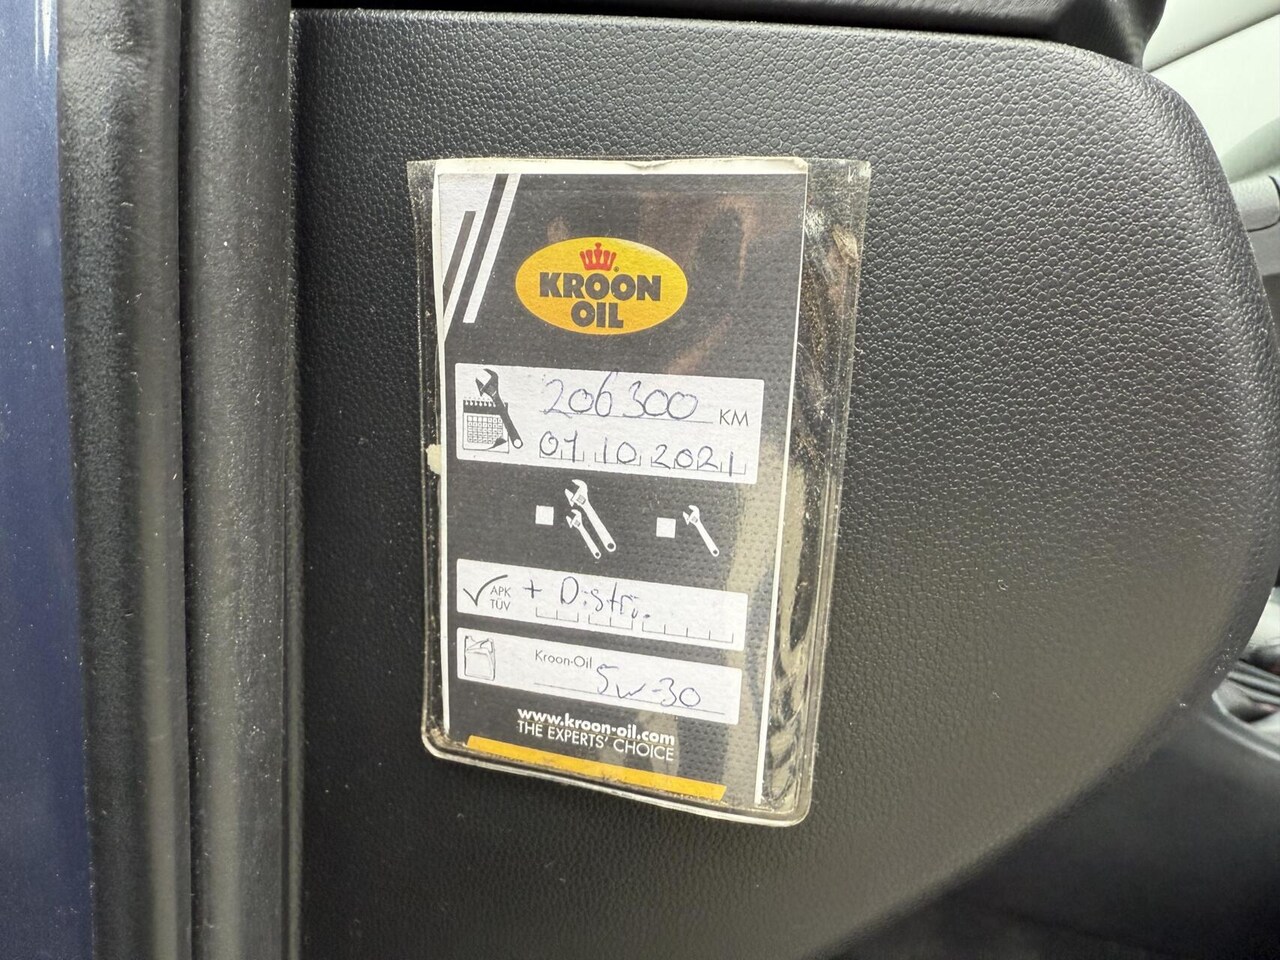 KROON
OIL
206300 KM
07 10 2021
APK
TÜV
+ Distr.
Kroon-Oil 5w-30
www.kroon-oil.com
THE EXPERTS' CHOICE